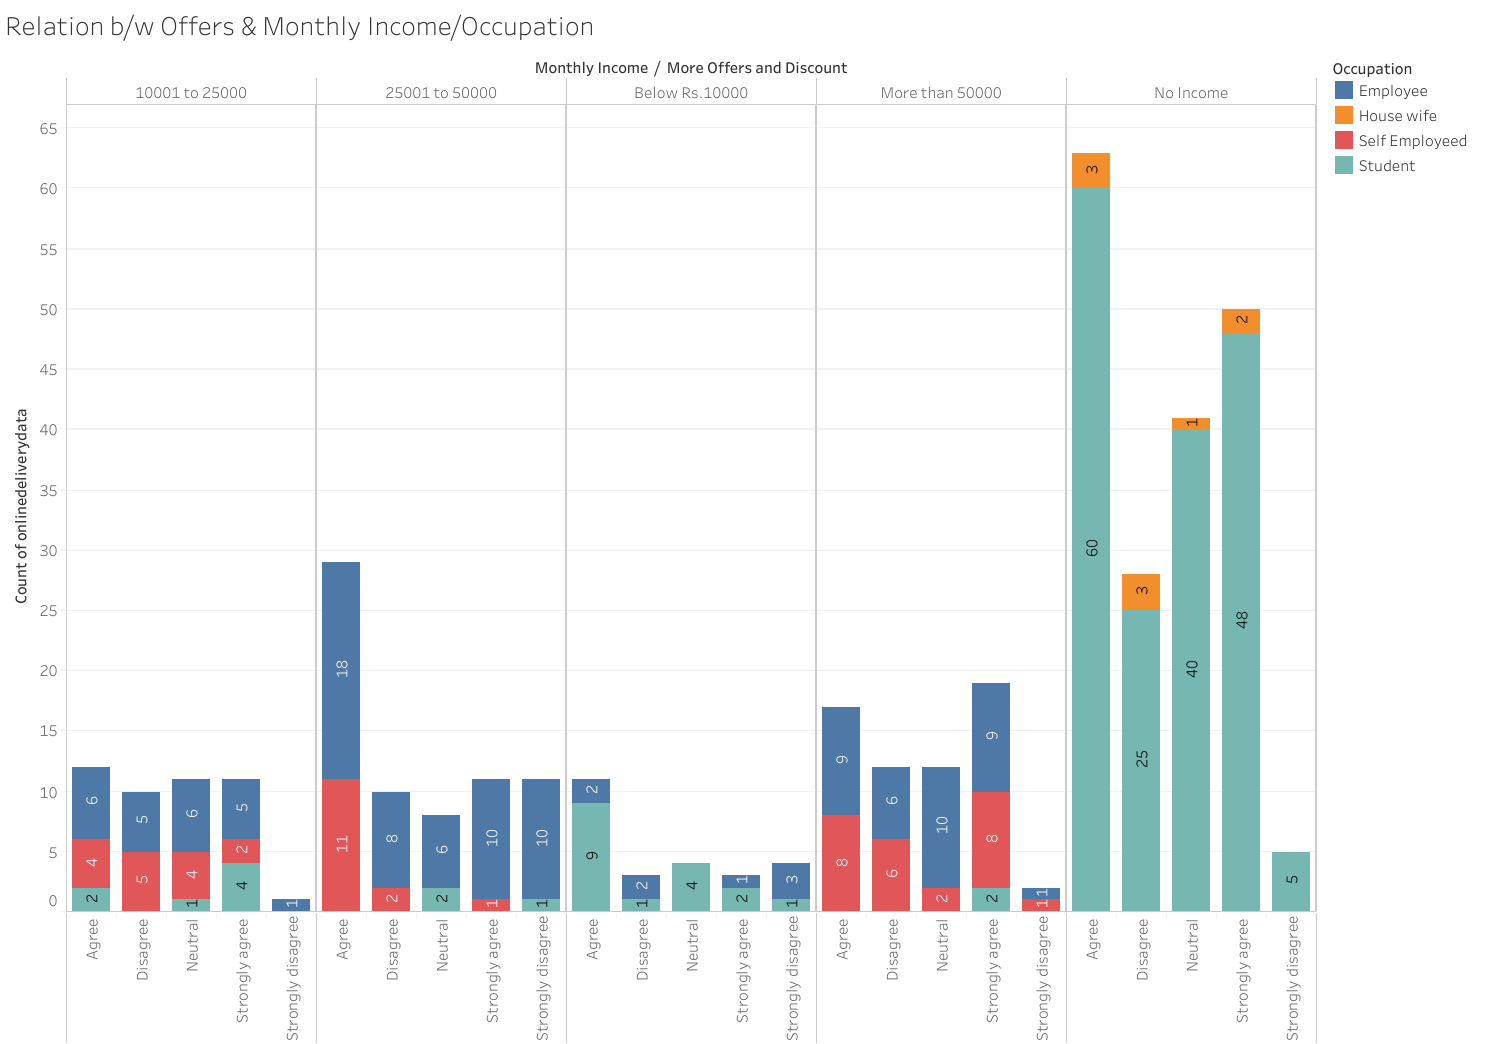 Relation b/w Offers & Monthly Income/Occupation
Monthly Income / More Offers and Discount
10001 to 25000
25001 to 50000
Below Rs.10000
More than 50000
No Income
Occupation
Employee
House wife
Self Employeed
Student
Count of onlinedeliverydata
65
60
55
50
45
40
35
30
25
20
15
10
5
0
6
4
2
5
5
6
4
1
5
2
4
1
18
11
8
2
6
2
10
1
10
1
2
9
2
1
4
1
2
3
1
9
8
6
6
10
2
9
8
2
1
1
3
60
3
25
1
40
2
48
5
Agree
Disagree
Neutral
Strongly agree
Strongly disagree
Agree
Disagree
Neutral
Strongly agree
Strongly disagree
Agree
Disagree
Neutral
Strongly agree
Strongly disagree
Agree
Disagree
Neutral
Strongly agree
Strongly disagree
Agree
Disagree
Neutral
Strongly agree
Strongly disagree